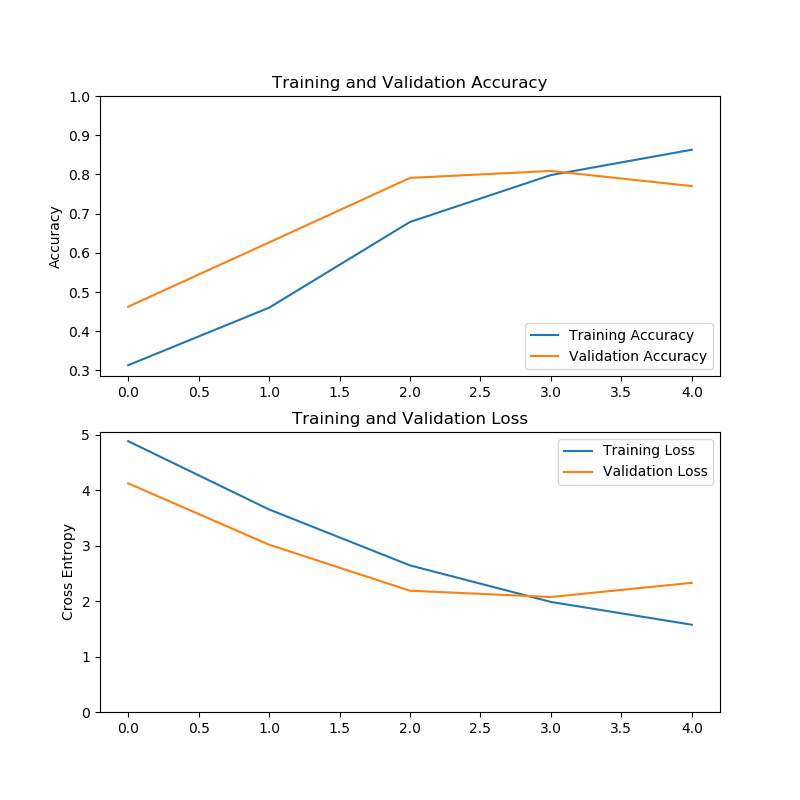 Training and Validation Accuracy
1.0
0.9
0.8
0.7
0.6
0.5
0.4
0.3
Accuracy
Training Accuracy
Validation Accuracy
0.0 0.5 1.0 1.5 2.0 2.5 3.0 3.5 4.0
Training and Validation Loss
5
4
3
2
1
0
Cross Entropy
Training Loss
Validation Loss
0.0 0.5 1.0 1.5 2.0 2.5 3.0 3.5 4.0